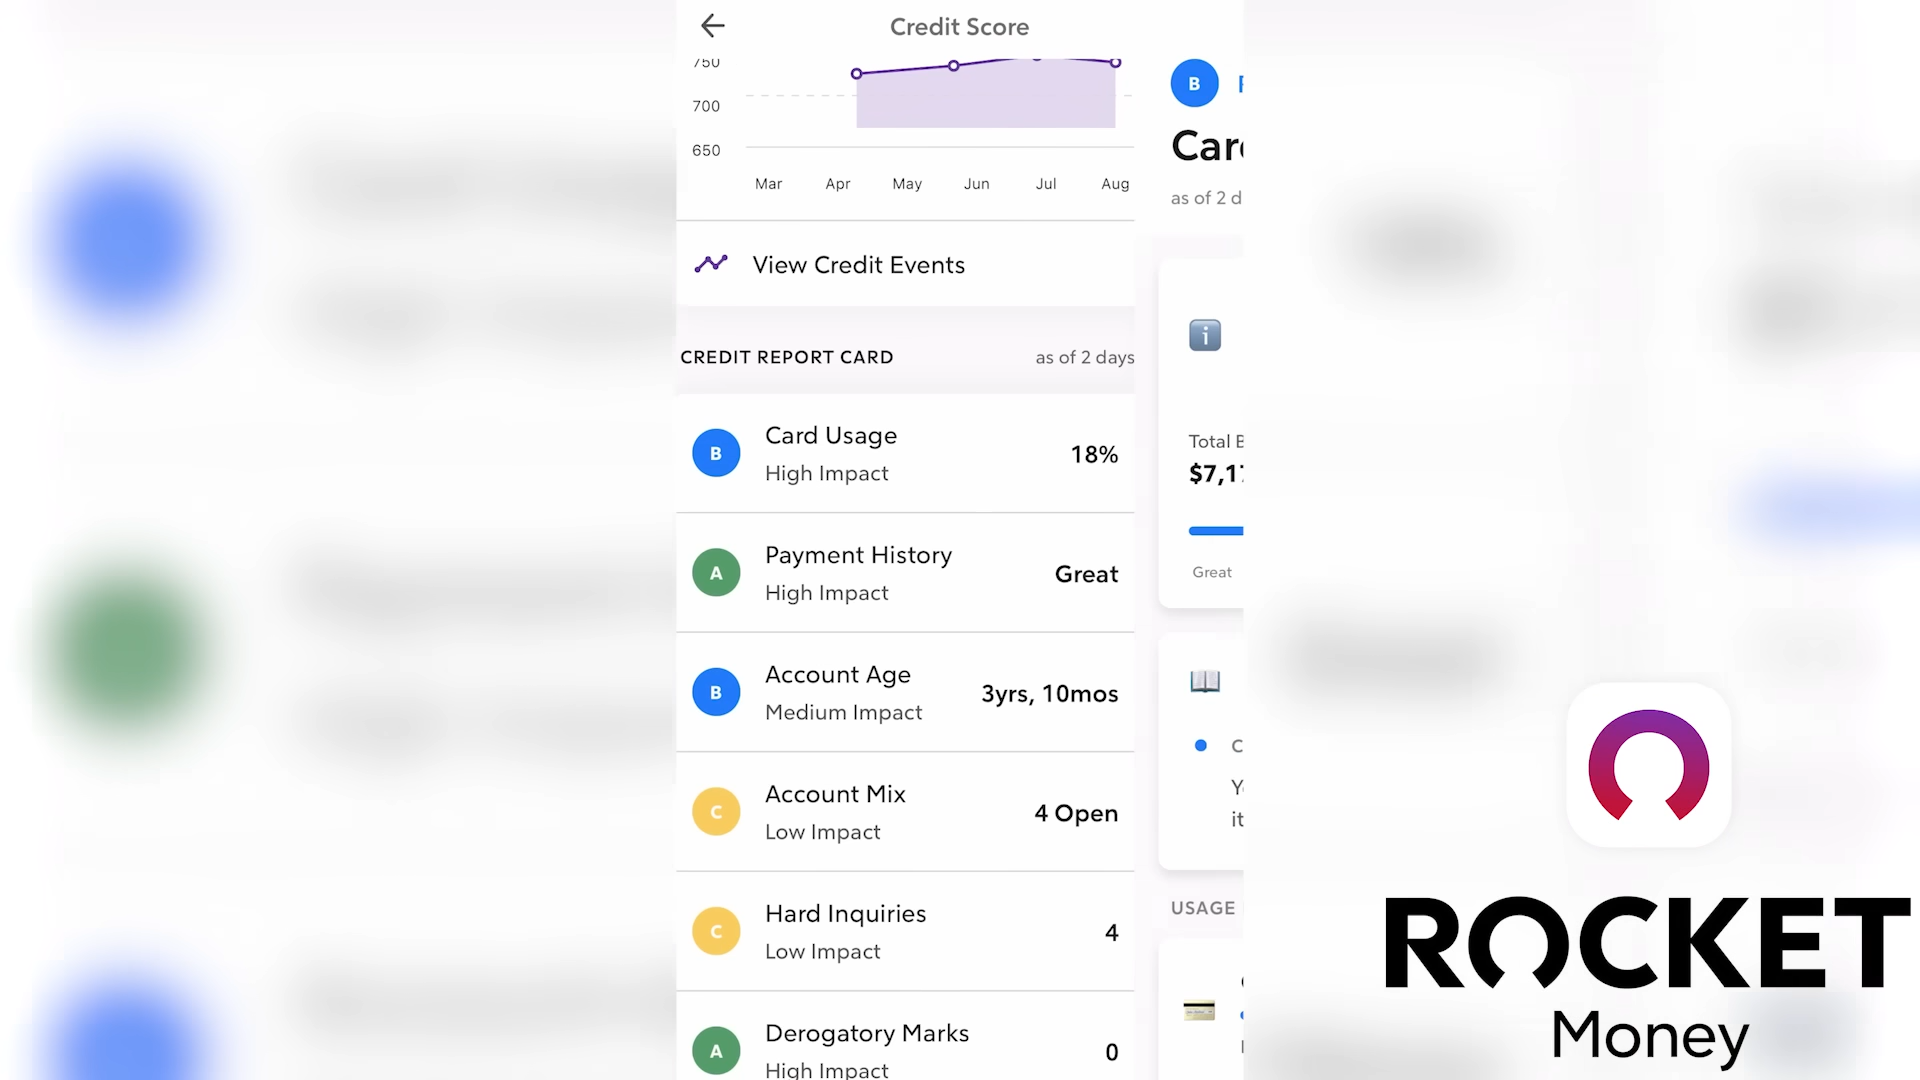 Credit Score
750
700
650
Mar Apr May Jun Jul Aug
View Credit Events
CREDIT REPORT CARD as of 2 days
B Card Usage 18%
High Impact
A Payment History Great
High Impact
B Account Age 3yrs, 10mos
Medium Impact
C Account Mix 4 Open
Low Impact
C Hard Inquiries 4
Low Impact
A Derogatory Marks 0
High Impact
B
as of 2 d
i
Total
$7,17
Great
USAGE
ROCKET
Money